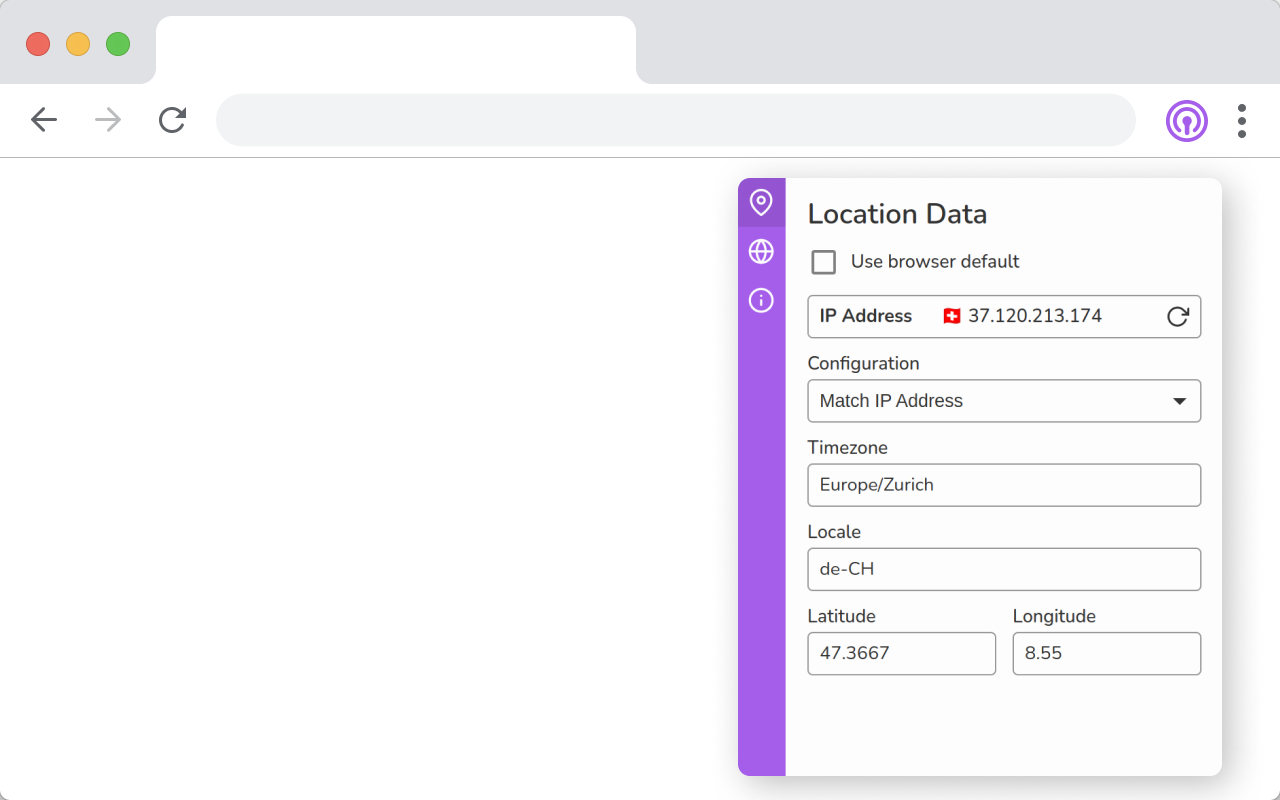 Location Data
Use browser default
IP Address 🇨🇭 37.120.213.174
Configuration
Match IP Address
Timezone
Europe/Zurich
Locale
de-CH
Latitude Longitude
47.3667 8.55